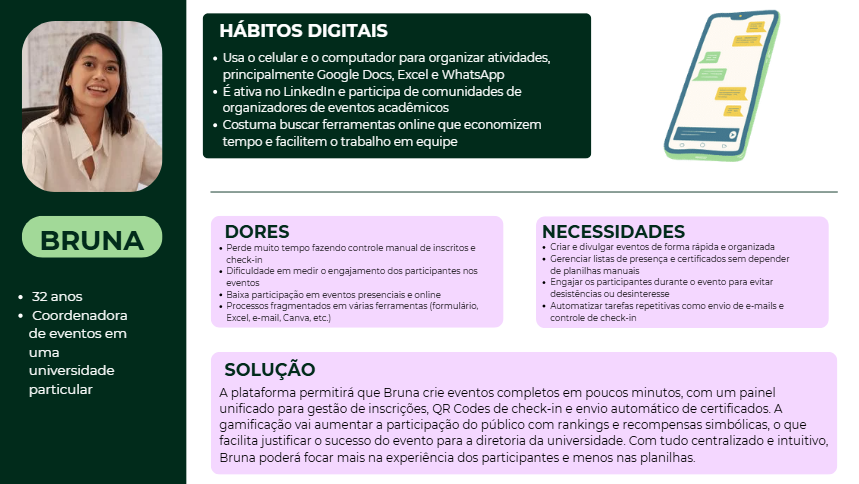 HÁBITOS DIGITAIS
• Usa o celular e o computador para organizar atividades,
principalmente Google Docs, Excel e WhatsApp
• É ativa no LinkedIn e participa de comunidades de
organizadores de eventos acadêmicos
• Costuma buscar ferramentas online que economizem
tempo e facilitem o trabalho em equipe
BRUNA
• 32 anos
• Coordenadora
de eventos em
uma
universidade
particular
DORES
• Perde muito tempo fazendo controle manual de inscritos e
check-in
• Dificuldade em medir o engajamento dos participantes nos
eventos
• Baixa participação em eventos presenciais e online
• Processos fragmentados em várias ferramentas (formulário,
Excel, e-mail, Canva, etc.)
NECESSIDADES
• Criar e divulgar eventos de forma rápida e organizada
• Gerenciar listas de presença e certificados sem depender
de planilhas manuais
• Engajar os participantes durante o evento para evitar
desistências ou desinteresse
• Automatizar tarefas repetitivas como envio de e-mails e
controle de check-in
SOLUÇÃO
A plataforma permitirá que Bruna crie eventos completos em poucos minutos, com um painel
unificado para gestão de inscrições, QR Codes de check-in e envio automático de certificados. A
gamificação vai aumentar a participação do público com rankings e recompensas simbólicas, o que
facilita justificar o sucesso do evento para a diretoria da universidade. Com tudo centralizado e intuitivo,
Bruna poderá focar mais na experiência dos participantes e menos nas planilhas.